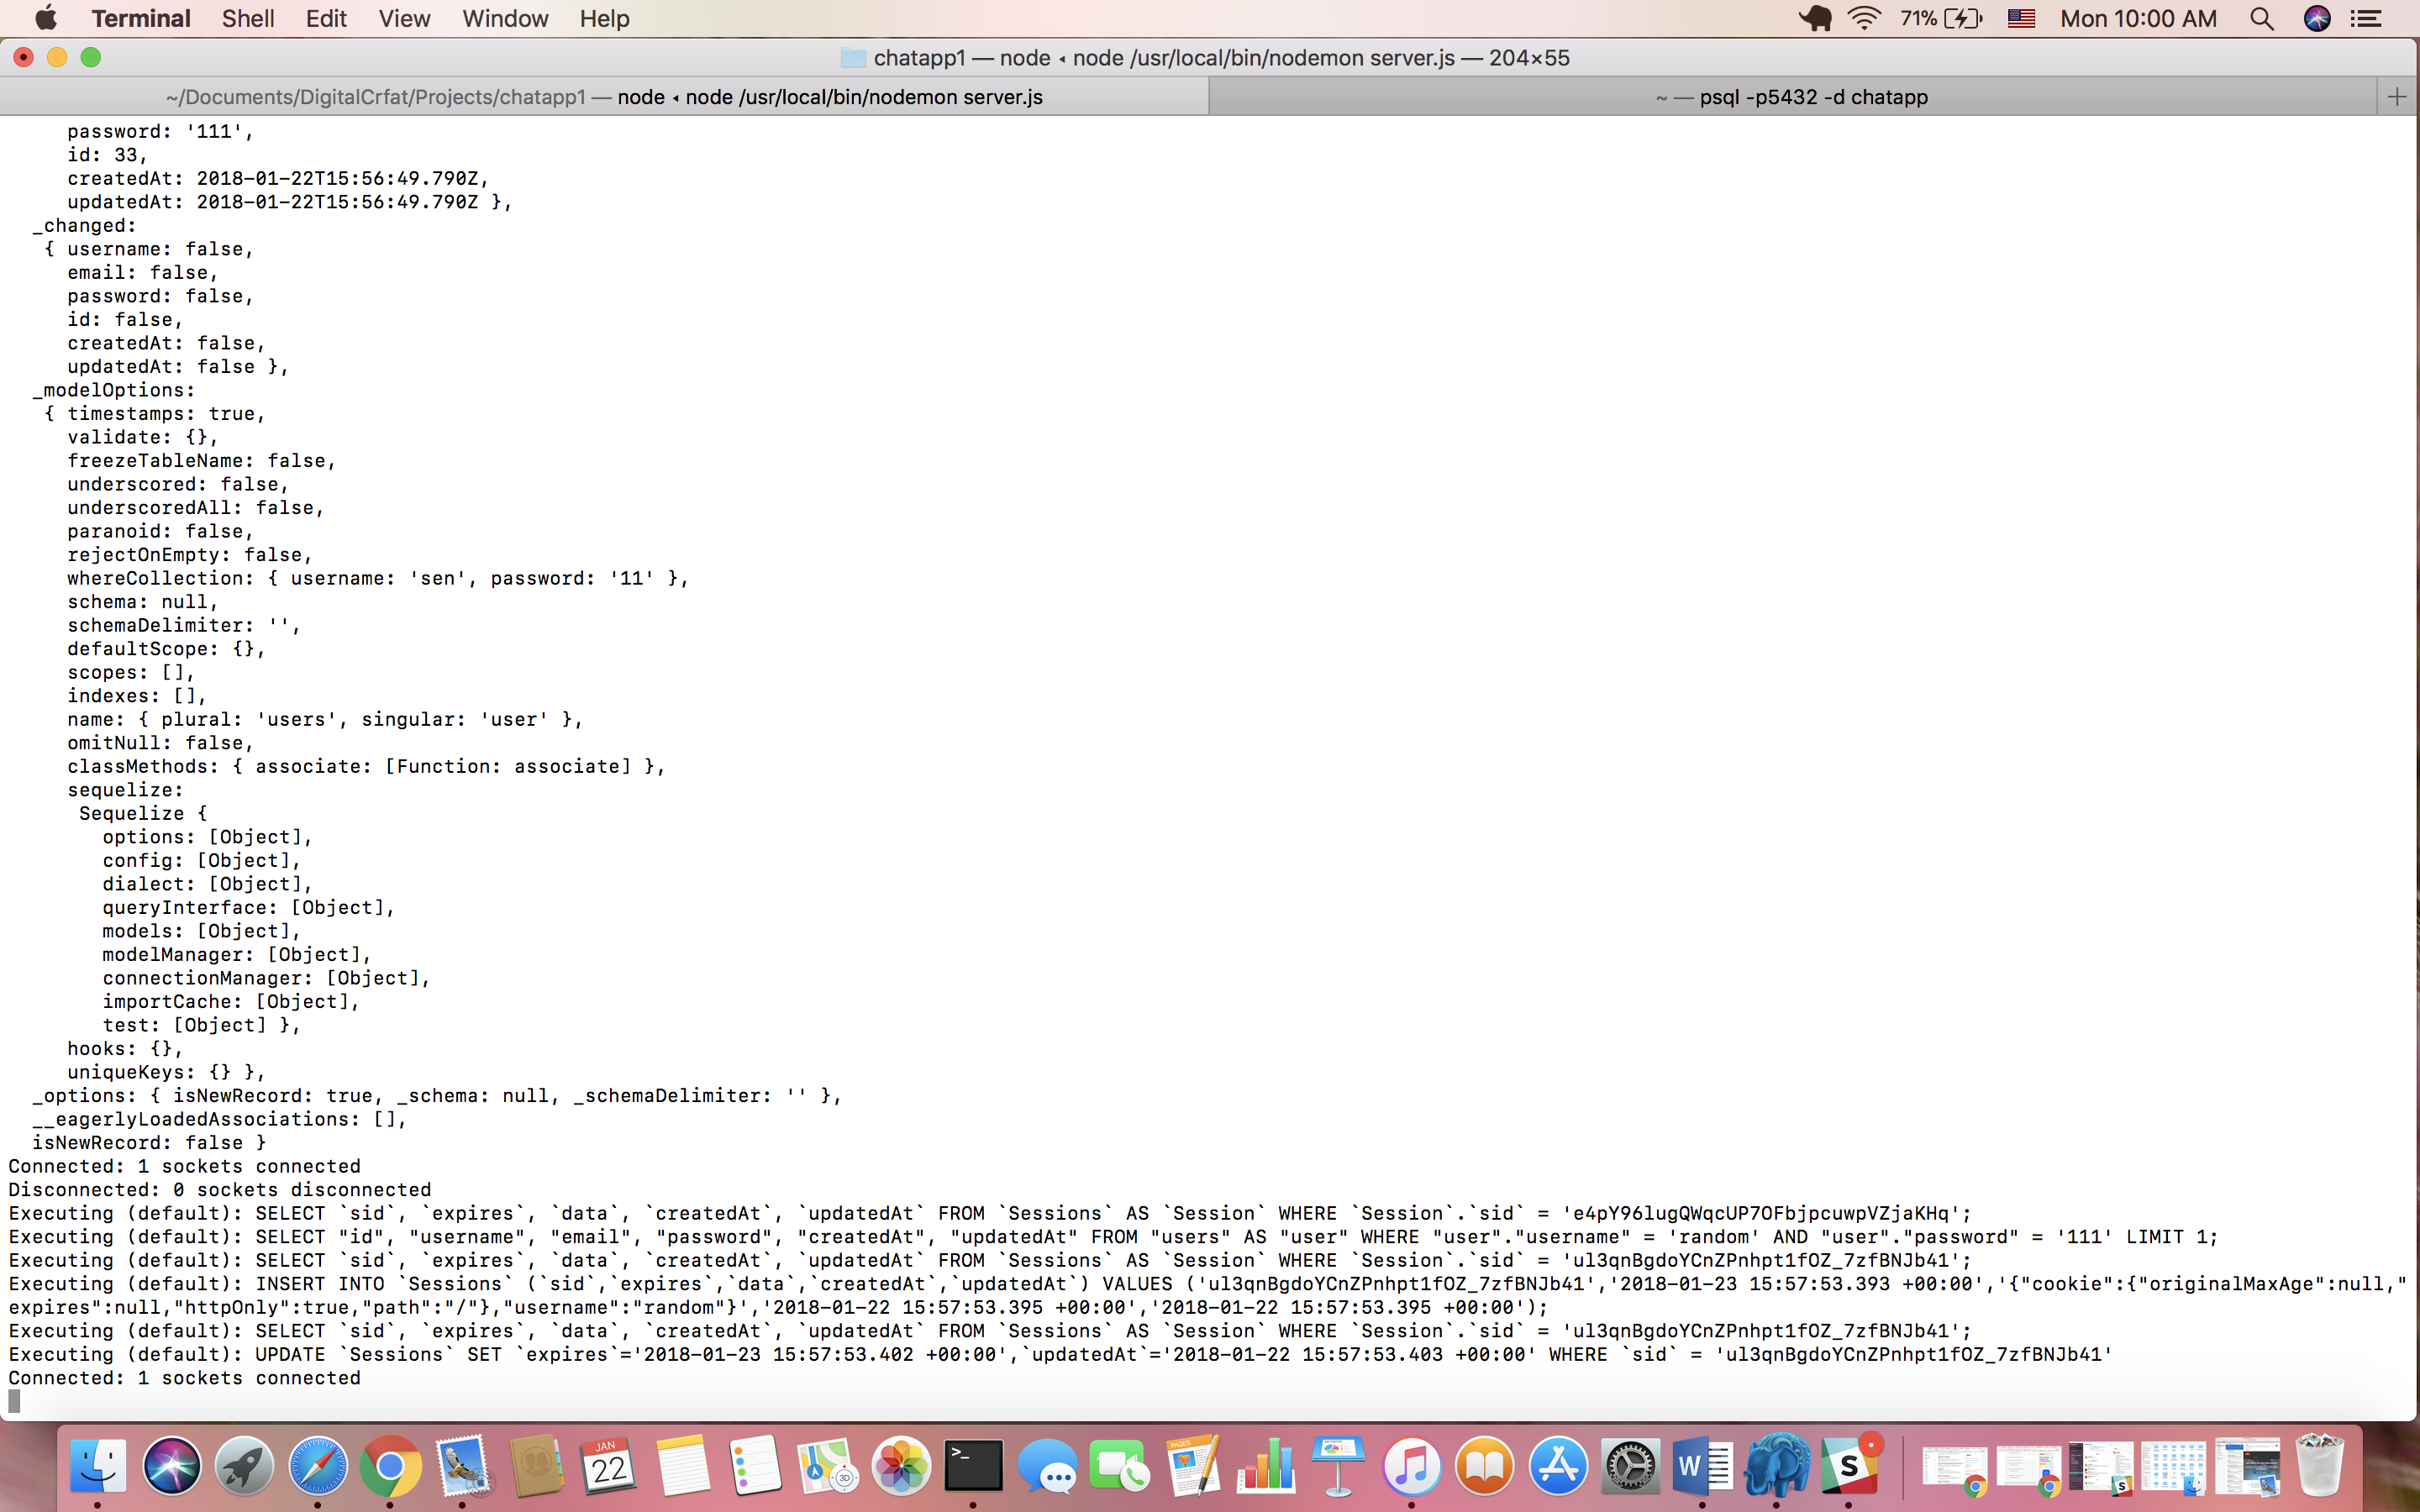 Terminal Shell Edit View Window Help 71% Mon 10:00 AM
chatapp1 — node ◂ node /usr/local/bin/nodemon server.js — 204×55
~/Documents/DigitalCrfat/Projects/chatapp1 — node ◂ node /usr/local/bin/nodemon server.js
~ — psql -p5432 -d chatapp
password: '111',
id: 33,
createdAt: 2018-01-22T15:56:49.790Z,
updatedAt: 2018-01-22T15:56:49.790Z },
_changed:
{ username: false,
email: false,
password: false,
id: false,
createdAt: false,
updatedAt: false },
_modelOptions:
{ timestamps: true,
validate: {},
freezeTableName: false,
underscored: false,
underscoredAll: false,
paranoid: false,
rejectOnEmpty: false,
whereCollection: { username: 'sen', password: '11' },
schema: null,
schemaDelimiter: '',
defaultScope: {},
scopes: [],
indexes: [],
name: { plural: 'users', singular: 'user' },
omitNull: false,
classMethods: { associate: [Function: associate] },
sequelize:
Sequelize {
options: [Object],
config: [Object],
dialect: [Object],
queryInterface: [Object],
models: [Object],
modelManager: [Object],
connectionManager: [Object],
importCache: [Object],
test: [Object] },
hooks: {},
uniqueKeys: {} },
_options: { isNewRecord: true, _schema: null, _schemaDelimiter: '' },
__eagerlyLoadedAssociations: [],
isNewRecord: false }
Connected: 1 sockets connected
Disconnected: 0 sockets disconnected
Executing (default): SELECT `sid`, `expires`, `data`, `createdAt`, `updatedAt` FROM `Sessions` AS `Session` WHERE `Session`.`sid` = 'e4pY96lugQWqcUP7OFbjpcuwpVZjaKHq';
Executing (default): SELECT "id", "username", "email", "password", "createdAt", "updatedAt" FROM "users" AS "user" WHERE "user"."username" = 'random' AND "user"."password" = '111' LIMIT 1;
Executing (default): SELECT `sid`, `expires`, `data`, `createdAt`, `updatedAt` FROM `Sessions` AS `Session` WHERE `Session`.`sid` = 'ul3qnBgdoYCnZPnhpt1fOZ_7zfBNJb41';
Executing (default): INSERT INTO `Sessions` (`sid`,`expires`,`data`,`createdAt`,`updatedAt`) VALUES ('ul3qnBgdoYCnZPnhpt1fOZ_7zfBNJb41','2018-01-23 15:57:53.393 +00:00','{"cookie":{"originalMaxAge":null,"
expires":null,"httpOnly":true,"path":"/"},"username":"random"}','2018-01-22 15:57:53.395 +00:00','2018-01-22 15:57:53.395 +00:00');
Executing (default): SELECT `sid`, `expires`, `data`, `createdAt`, `updatedAt` FROM `Sessions` AS `Session` WHERE `Session`.`sid` = 'ul3qnBgdoYCnZPnhpt1fOZ_7zfBNJb41';
Executing (default): UPDATE `Sessions` SET `expires`='2018-01-23 15:57:53.402 +00:00',`updatedAt`='2018-01-22 15:57:53.403 +00:00' WHERE `sid` = 'ul3qnBgdoYCnZPnhpt1fOZ_7zfBNJb41'
Connected: 1 sockets connected
JAN
22
3D
>_
PAGES
W
S